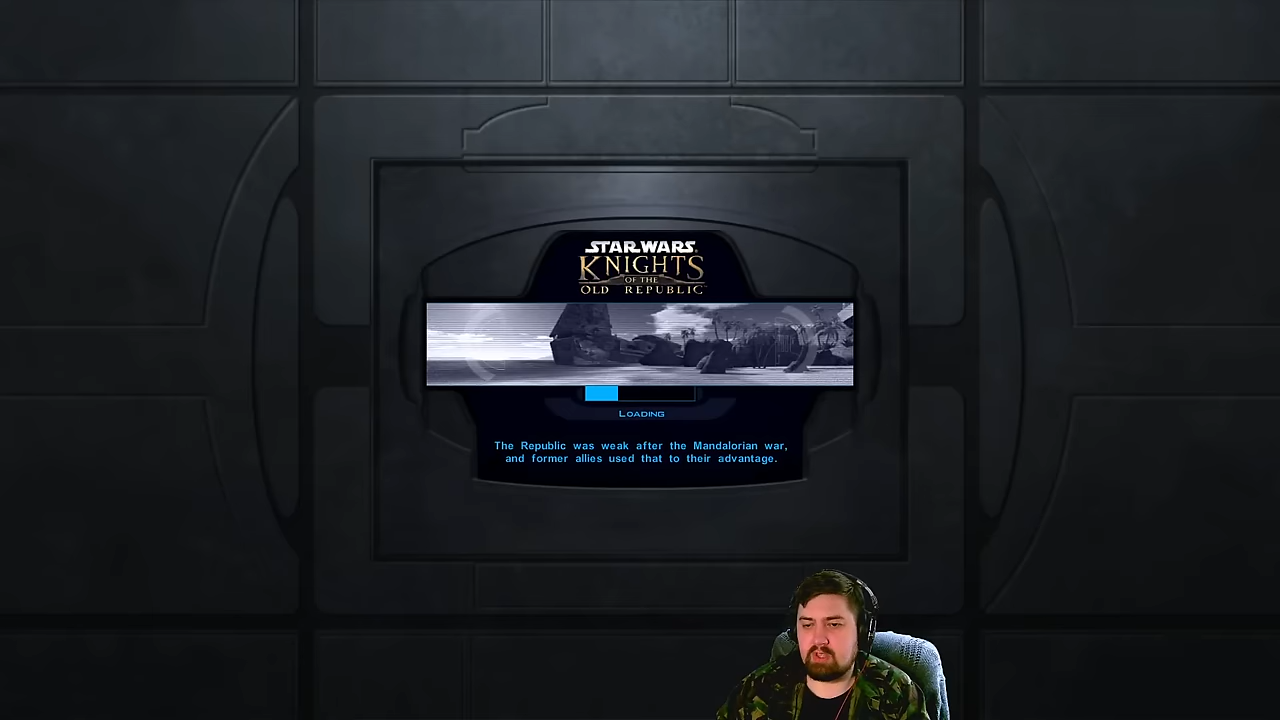 STAR WARS
KNIGHTS
OF THE
OLD REPUBLIC
LOADING
The Republic was weak after the Mandalorian war,
and former allies used that to their advantage.